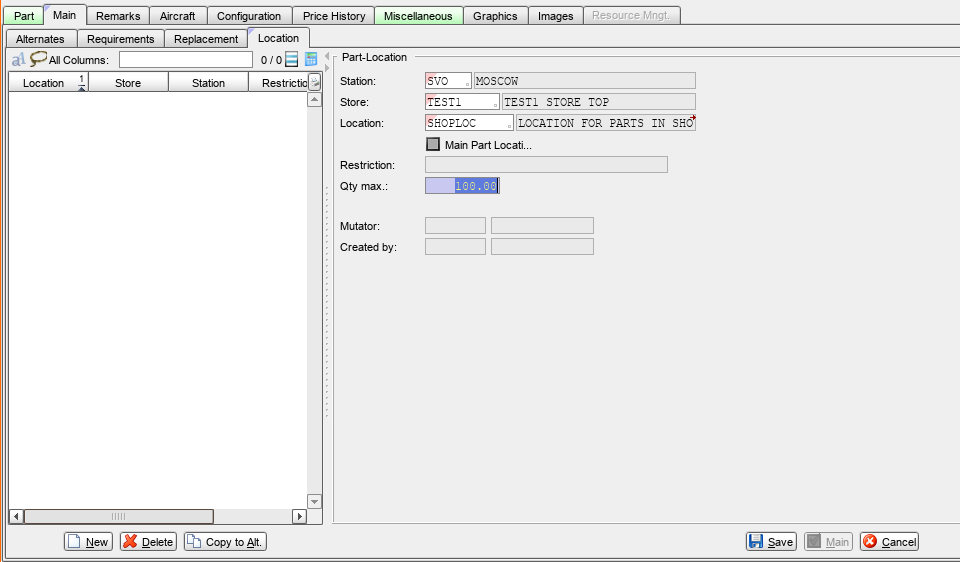 Part Main Remarks Aircraft Configuration Price History Miscellaneous Graphics Images Resource Mngt.
Alternates Requirements Replacement Location
All Columns: 0 / 0
Location 1 Store Station Restrictio
Part-Location
Station: SVO MOSCOW
Store: TEST1 TEST1 STORE TOP
Location: SHOPLOC LOCATION FOR PARTS IN SHO
Main Part Locati...
Restriction:
Qty max.: 100.00
Mutator:
Created by:
New Delete Copy to Alt. Save Main Cancel